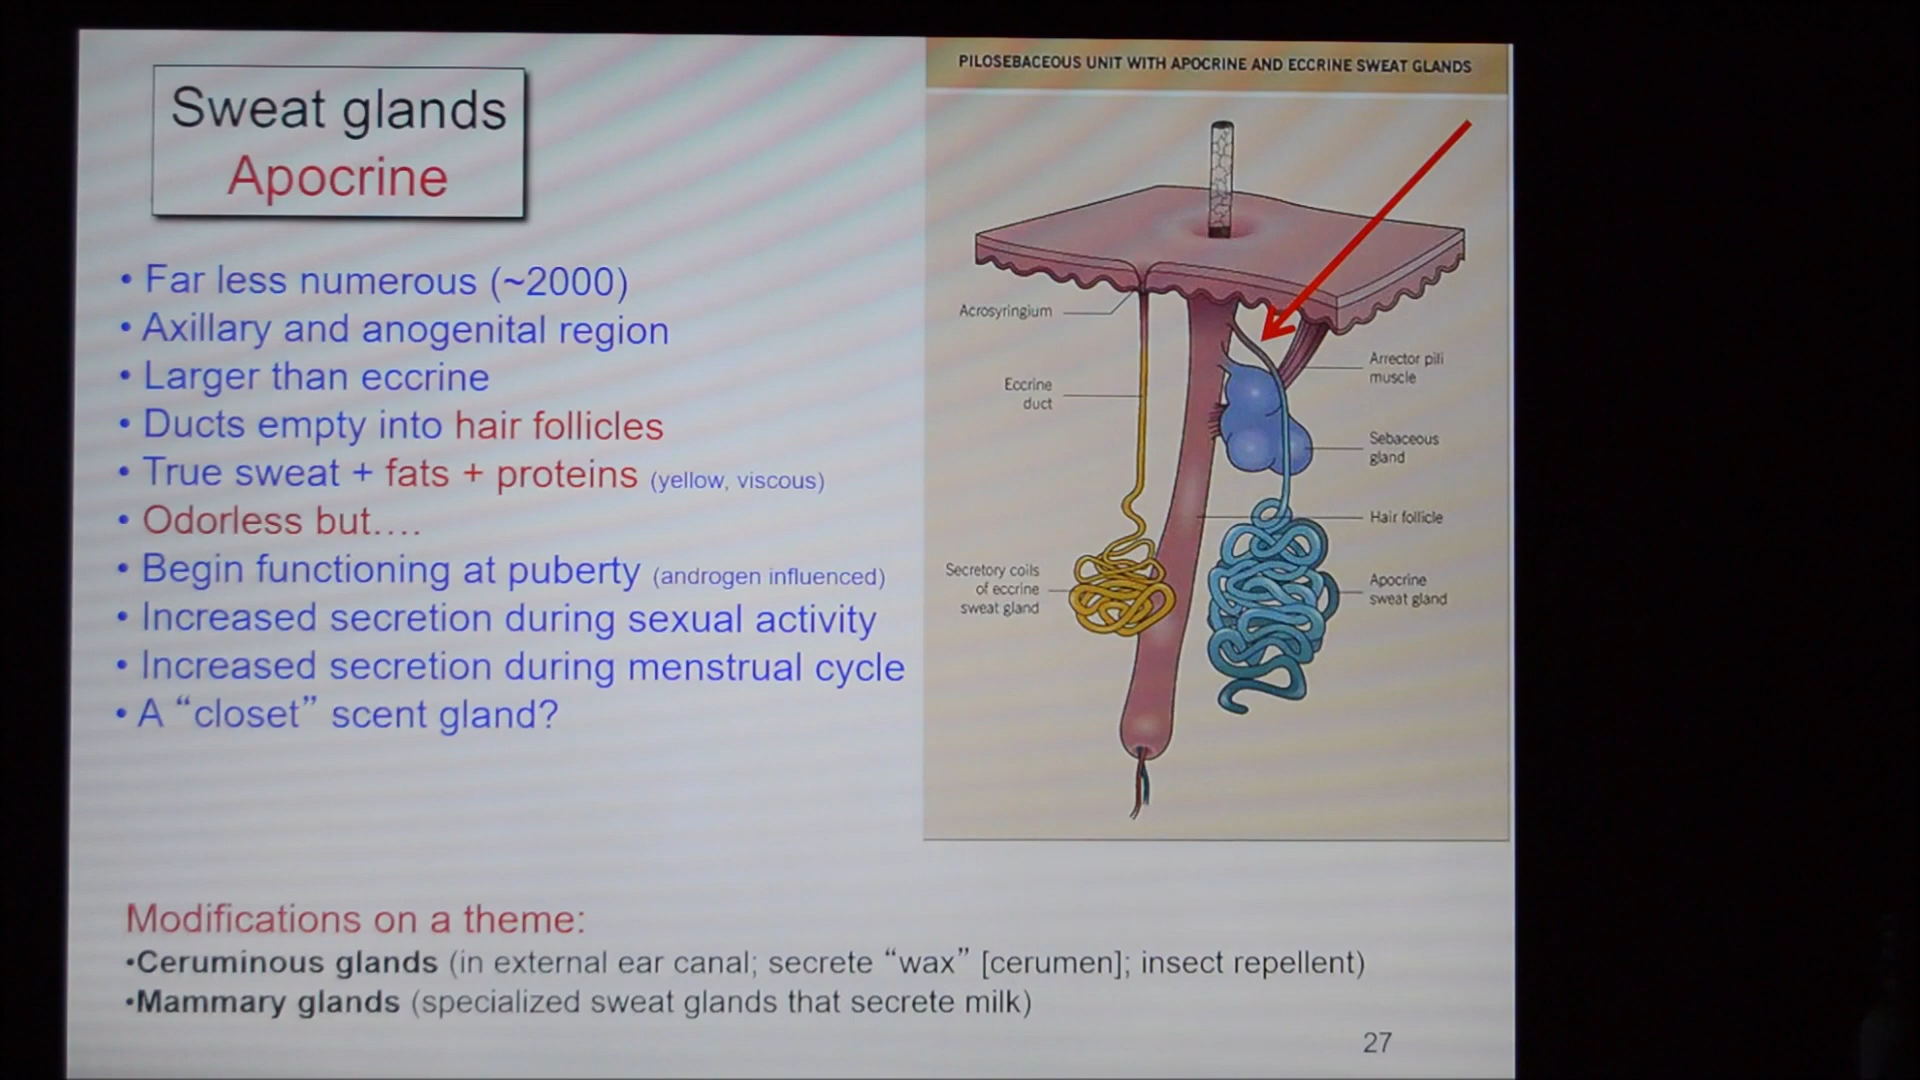 Sweat glands
Apocrine
• Far less numerous (~2000)
• Axillary and anogenital region
• Larger than eccrine
• Ducts empty into hair follicles
• True sweat + fats + proteins (yellow, viscous)
• Odorless but....
• Begin functioning at puberty (androgen influenced)
• Increased secretion during sexual activity
• Increased secretion during menstrual cycle
• A “closet” scent gland?
PILOSEBACEOUS UNIT WITH APOCRINE AND ECCRINE SWEAT GLANDS
Acrosyringium
Eccrine
duct
Secretory coils
of eccrine
sweat gland
Arrector pili
muscle
Sebaceous
gland
Hair follicle
Apocrine
sweat gland
Modifications on a theme:
•Ceruminous glands (in external ear canal; secrete “wax” [cerumen]; insect repellent)
•Mammary glands (specialized sweat glands that secrete milk)
27